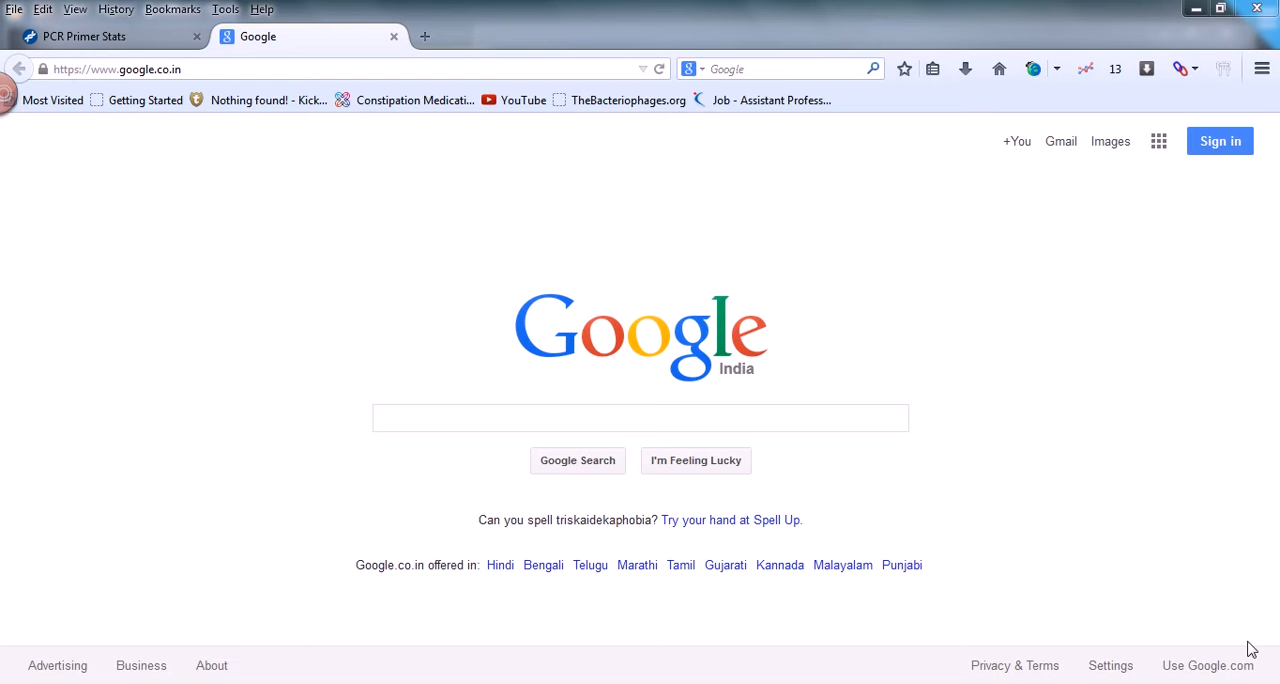 File Edit View History Bookmarks Tools Help
PCR Primer Stats Google
https://www.google.co.in Google 13
Most Visited Getting Started Nothing found! - Kick... Constipation Medicati... YouTube TheBacteriophages.org Job - Assistant Profess...
+You Gmail Images Sign in
Google
India
Google Search I'm Feeling Lucky
Can you spell triskaidekaphobia? Try your hand at Spell Up.
Google.co.in offered in: Hindi Bengali Telugu Marathi Tamil Gujarati Kannada Malayalam Punjabi
Advertising Business About Privacy & Terms Settings Use Google.com